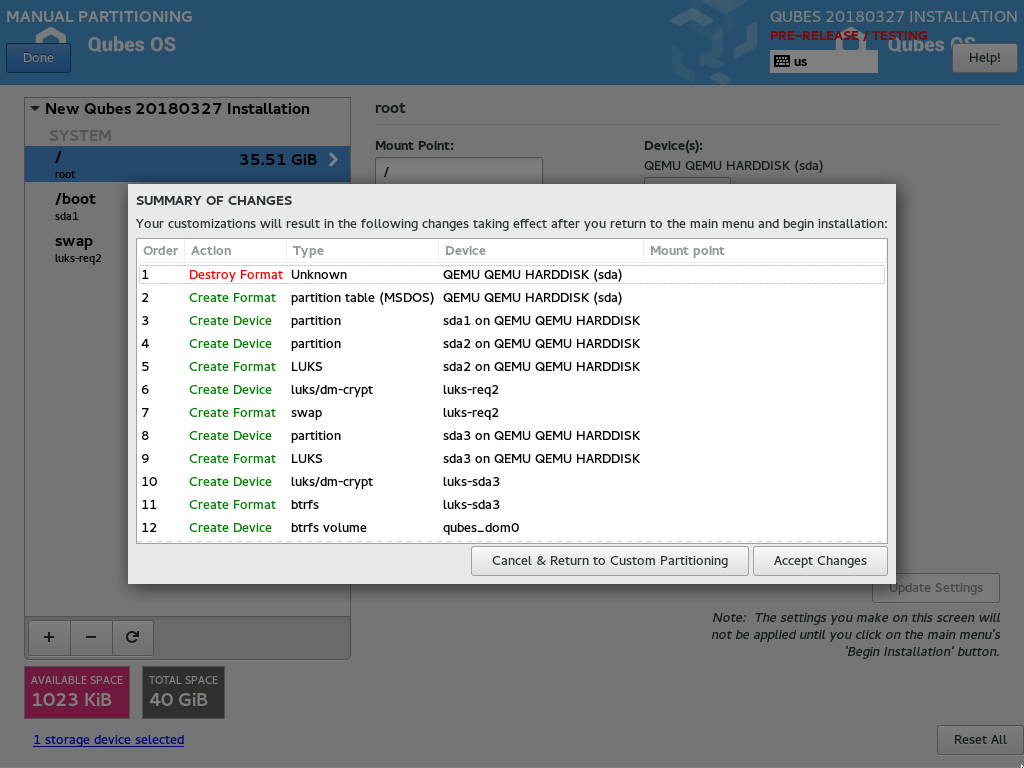 MANUAL PARTITIONING
QUBES 20180327 INSTALLATION
PRE-RELEASE / TESTING
Qubes OS
Qubes OS
Done
us
Help!
New Qubes 20180327 Installation
SYSTEM
/
35.51 GiB
root
/boot
sda1
swap
luks-req2
root
Mount Point:
/
Device(s):
QEMU QEMU HARDDISK (sda)
SUMMARY OF CHANGES
Your customizations will result in the following changes taking effect after you return to the main menu and begin installation:
Order Action Type Device Mount point
1 Destroy Format Unknown QEMU QEMU HARDDISK (sda)
2 Create Format partition table (MSDOS) QEMU QEMU HARDDISK (sda)
3 Create Device partition sda1 on QEMU QEMU HARDDISK
4 Create Device partition sda2 on QEMU QEMU HARDDISK
5 Create Format LUKS sda2 on QEMU QEMU HARDDISK
6 Create Device luks/dm-crypt luks-req2
7 Create Format swap luks-req2
8 Create Device partition sda3 on QEMU QEMU HARDDISK
9 Create Format LUKS sda3 on QEMU QEMU HARDDISK
10 Create Device luks/dm-crypt luks-sda3
11 Create Format btrfs luks-sda3
12 Create Device btrfs volume qubes_dom0
Cancel & Return to Custom Partitioning
Accept Changes
Update Settings
Note: The settings you make on this screen will
not be applied until you click on the main menu's
'Begin Installation' button.
AVAILABLE SPACE
1023 KiB
TOTAL SPACE
40 GiB
1 storage device selected
Reset All